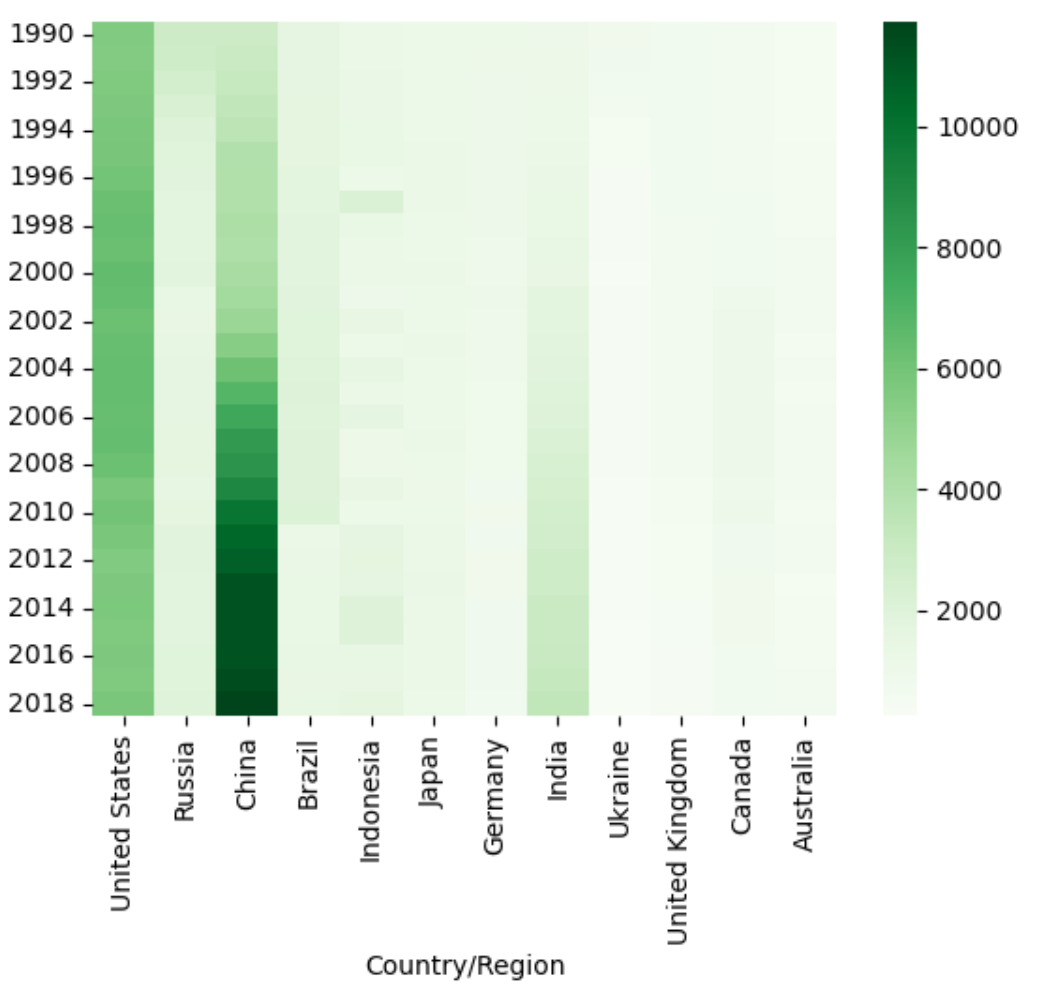 1990
1992
1994
1996
1998
2000
2002
2004
2006
2008
2010
2012
2014
2016
2018
10000
8000
6000
4000
2000
United States
Russia
China
Brazil
Indonesia
Japan
Germany
India
Ukraine
United Kingdom
Canada
Australia
Country/Region